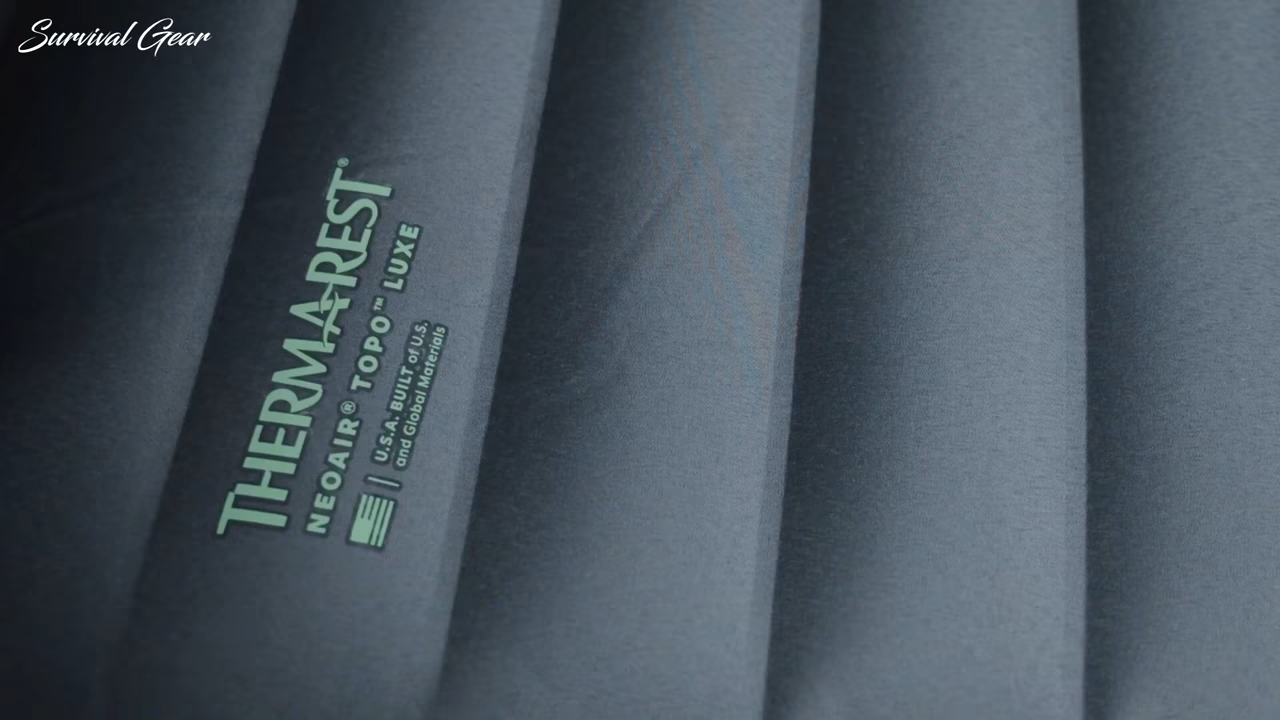 Survival Gear
THERMAREST®
NEOAIR® TOPO™ LUXE
U.S.A. BUILT of U.S.
and Global Materials